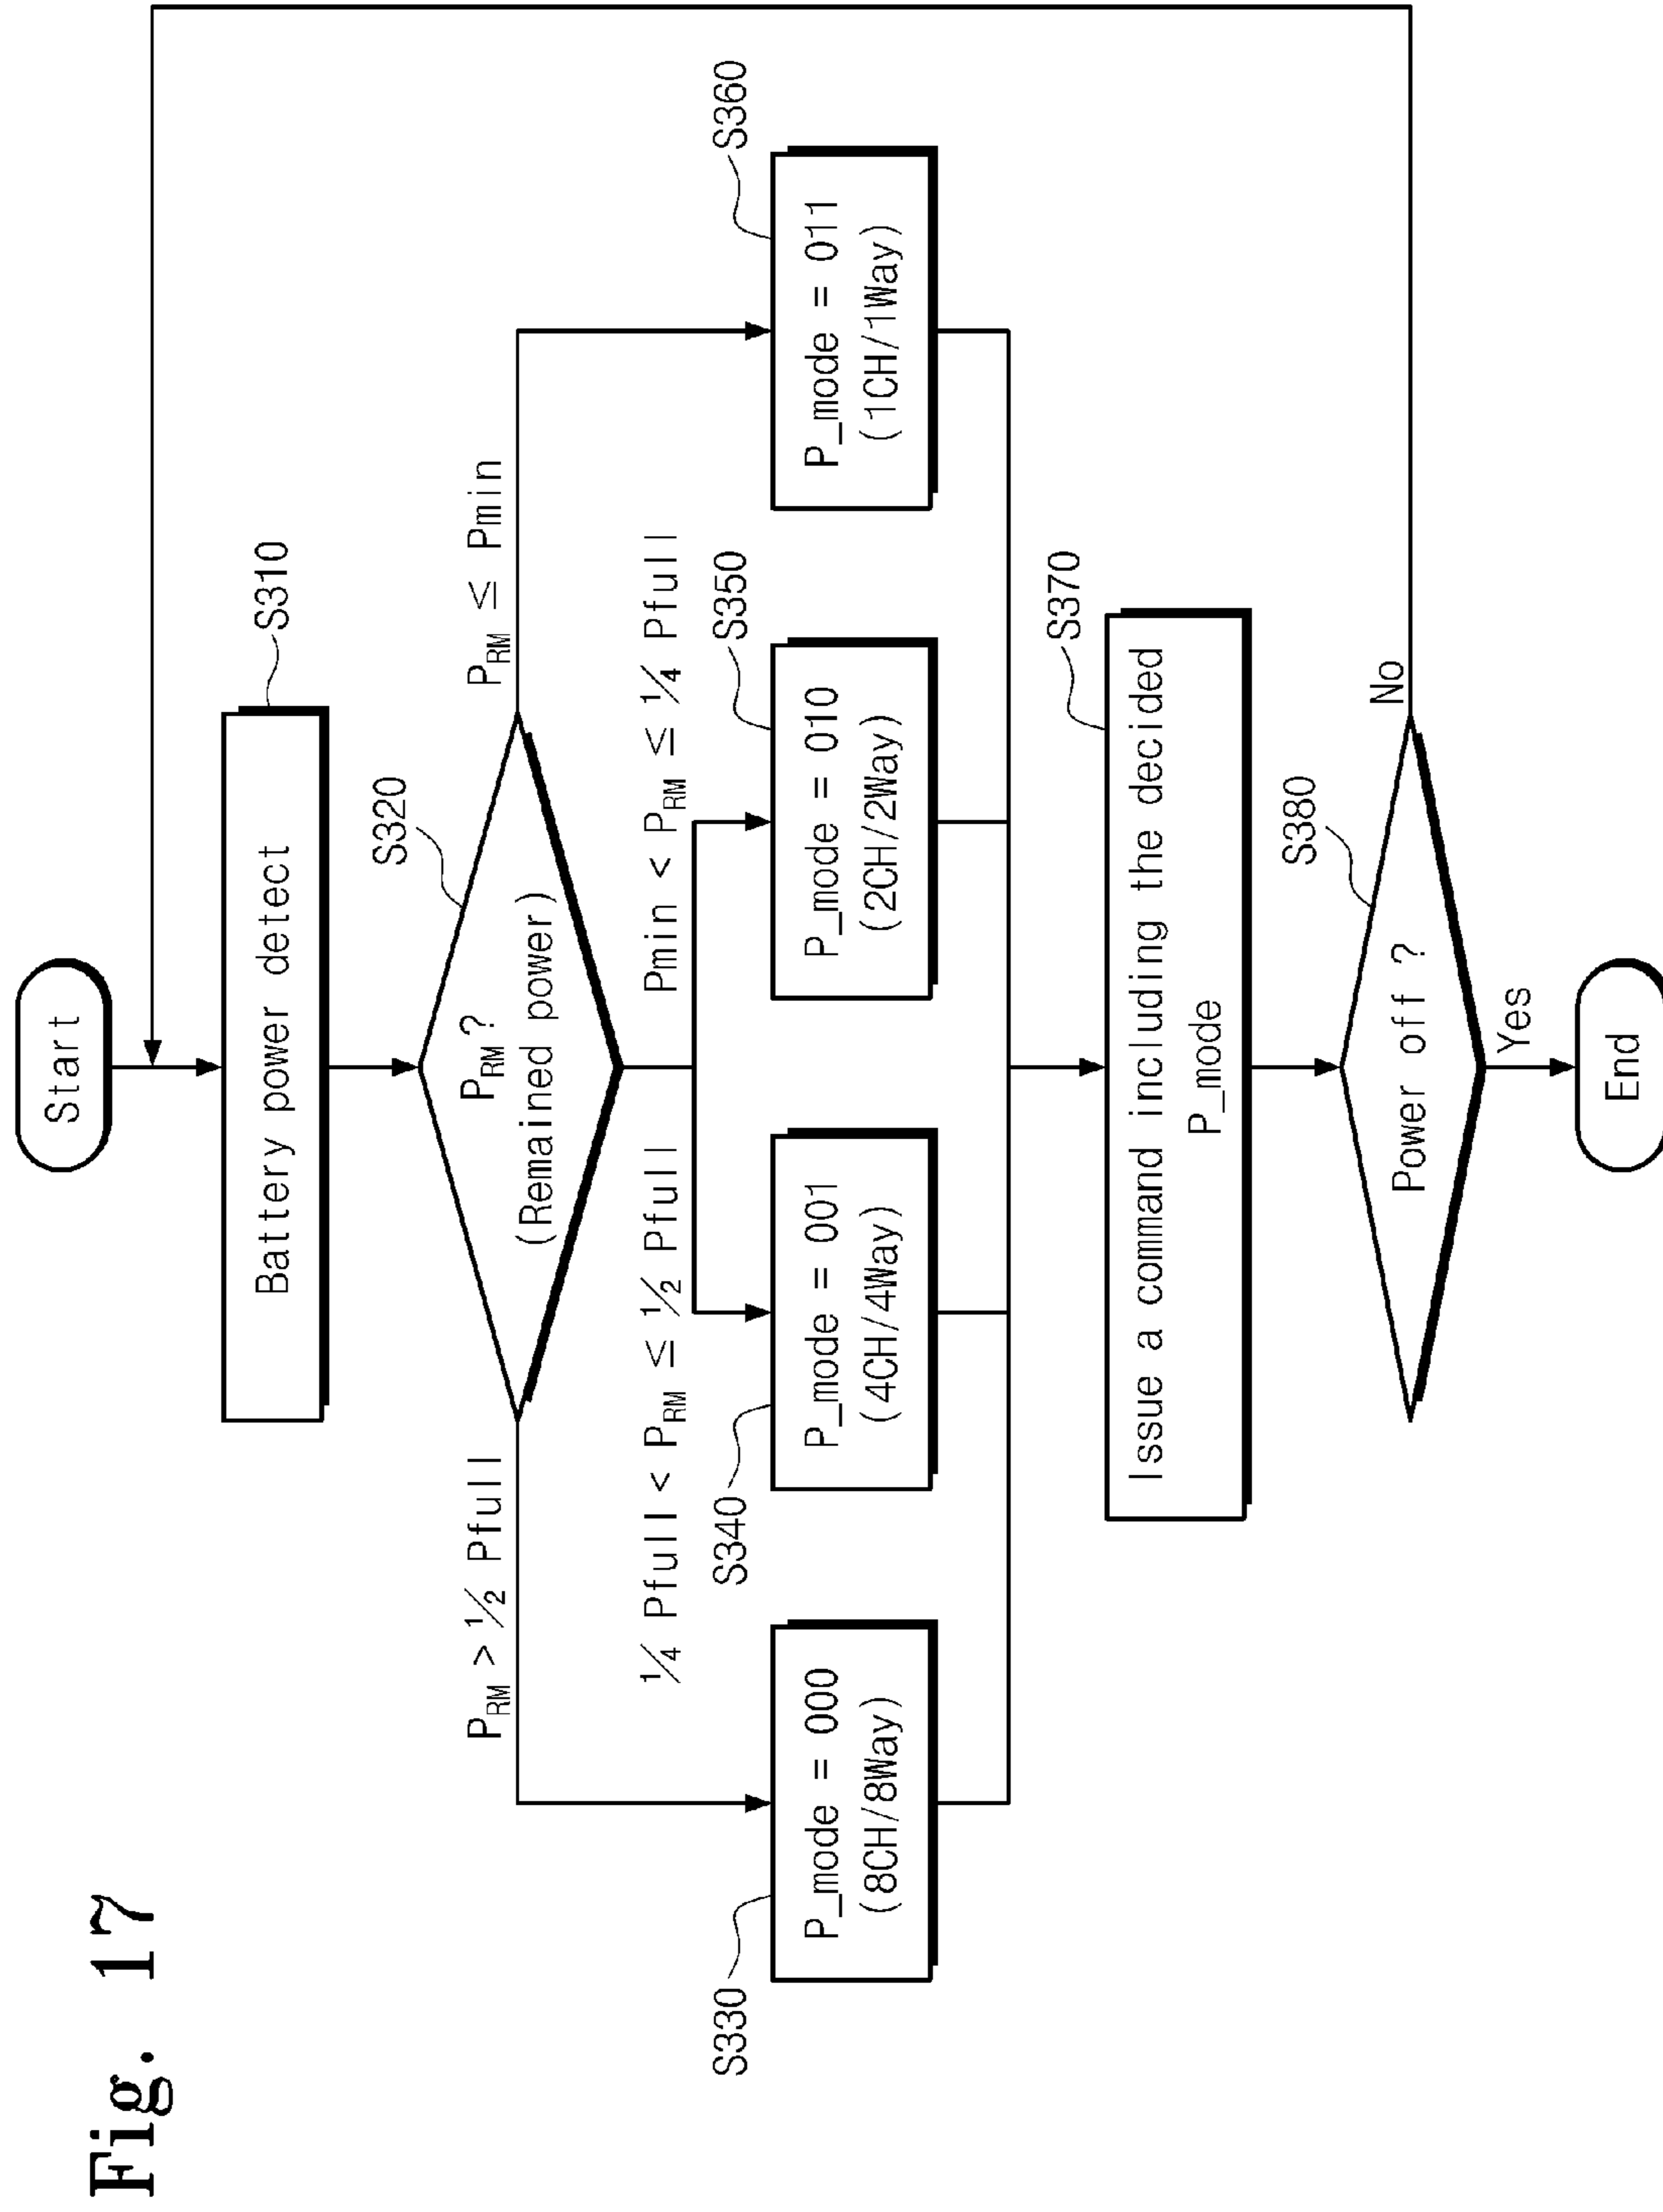 Fig. 17
Start
Battery power detect
S310
S320
P_RM?
(Remained power)
P_RM > 1/2 Pfull
P_RM ≤ Pmin
1/4 Pfull < P_RM ≤ 1/2 Pfull
Pmin < P_RM ≤ 1/4 Pfull
S330
P_mode = 000
(8CH/8Way)
S340
P_mode = 001
(4CH/4Way)
S350
P_mode = 010
(2CH/2Way)
S360
P_mode = 011
(1CH/1Way)
S370
Issue a command including the decided
P_mode
S380
Power off ?
No
Yes
End